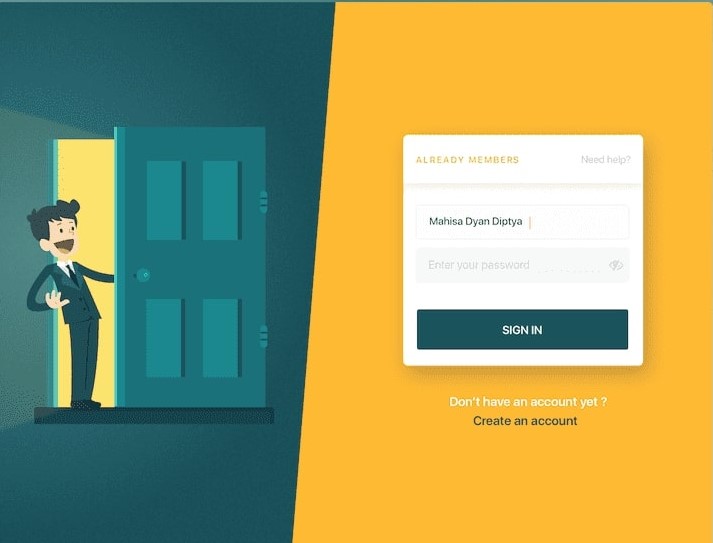 ALREADY MEMBERS
Need help?
Mahisa Dyan Diptya
Enter your password
SIGN IN
Don't have an account yet ?
Create an account